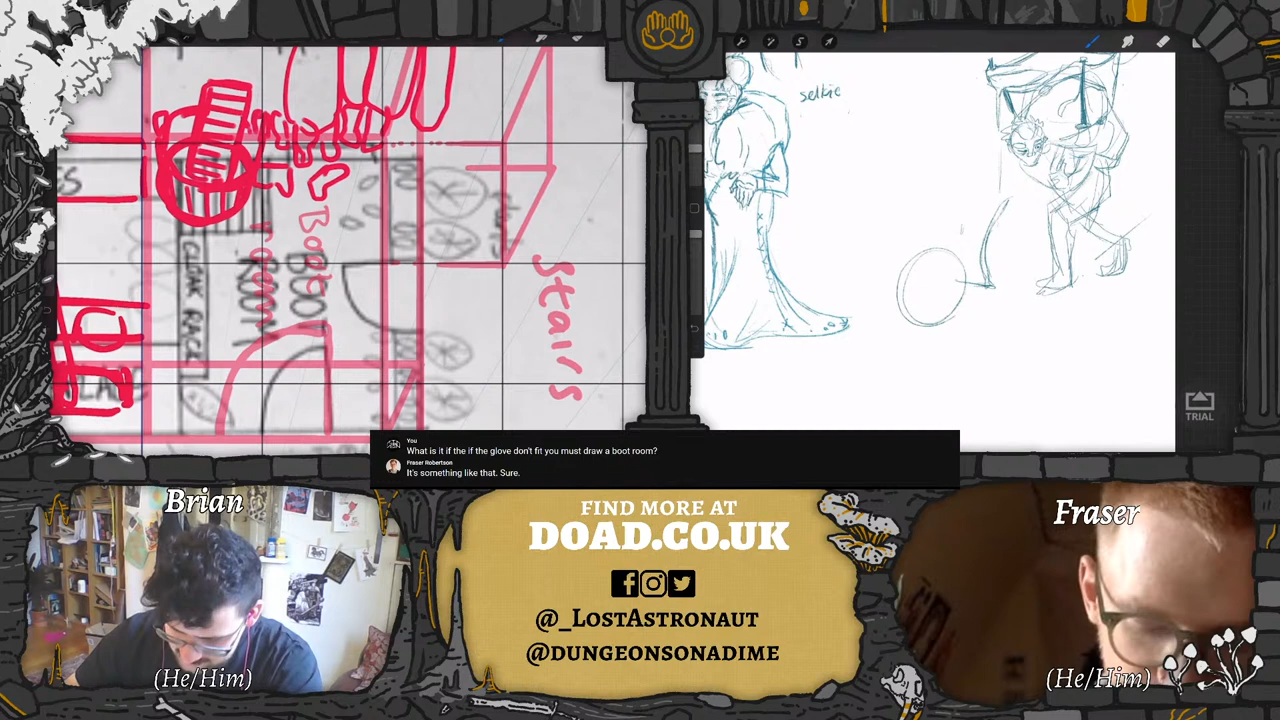 selkie
Stairs
Boot
room
BOOT
ROOM
CLOAK RACK
TRIAL
You
What is it if the if the glove don't fit you must draw a boot room?
Fraser Robertson
It's something like that. Sure.
Brian
(He/Him)
FIND MORE AT
DOAD.CO.UK
@_LostAstronaut
@dungeonsonadime
Fraser
(He/Him)